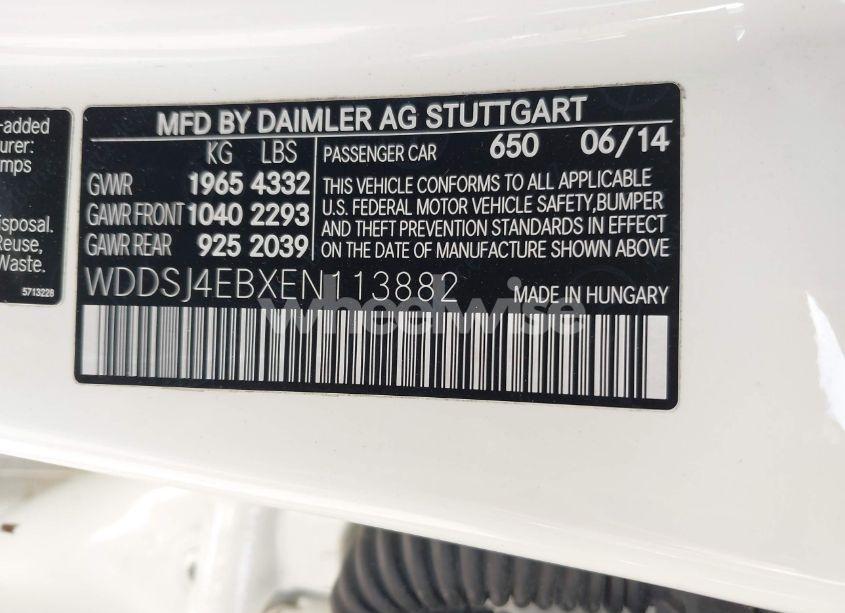 -added
urer:
mps
isposal.
Reuse,
Waste.
5713228
MFD BY DAIMLER AG STUTTGART
KG LBS
GVWR 1965 4332
GAWR FRONT 1040 2293
GAWR REAR 925 2039
PASSENGER CAR 650 06/14
THIS VEHICLE CONFORMS TO ALL APPLICABLE
U.S. FEDERAL MOTOR VEHICLE SAFETY,BUMPER
AND THEFT PREVENTION STANDARDS IN EFFECT
ON THE DATE OF MANUFACTURE SHOWN ABOVE
WDDSJ4EBXEN113882 MADE IN HUNGARY
wheelwise